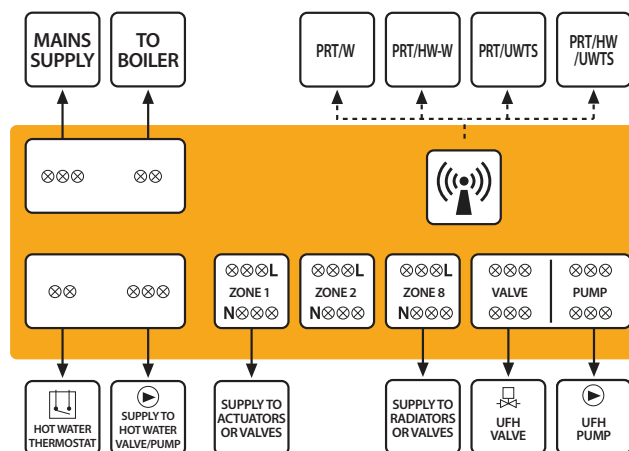 MAINS
SUPPLY
TO
BOILER
PRT/W
PRT/HW-W
PRT/UWTS
PRT/HW
/UWTS
L
ZONE 1
N
L
ZONE 2
N
L
ZONE 8
N
VALVE
PUMP
HOT WATER
THERMOSTAT
SUPPLY TO
HOT WATER
VALVE/PUMP
SUPPLY TO
ACTUATORS
OR VALVES
SUPPLY TO
RADIATORS
OR VALVES
UFH
VALVE
UFH
PUMP